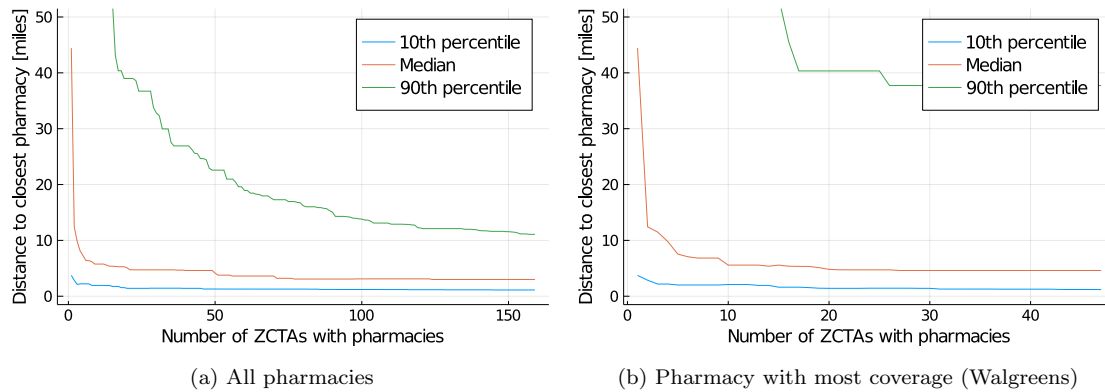 Distance to closest pharmacy [miles]
50
40
30
20
10
0
10th percentile
Median
90th percentile
0
50
100
150
Number of ZCTAs with pharmacies
(a) All pharmacies
Distance to closest pharmacy [miles]
50
40
30
20
10
0
10th percentile
Median
90th percentile
0
10
20
30
40
Number of ZCTAs with pharmacies
(b) Pharmacy with most coverage (Walgreens)